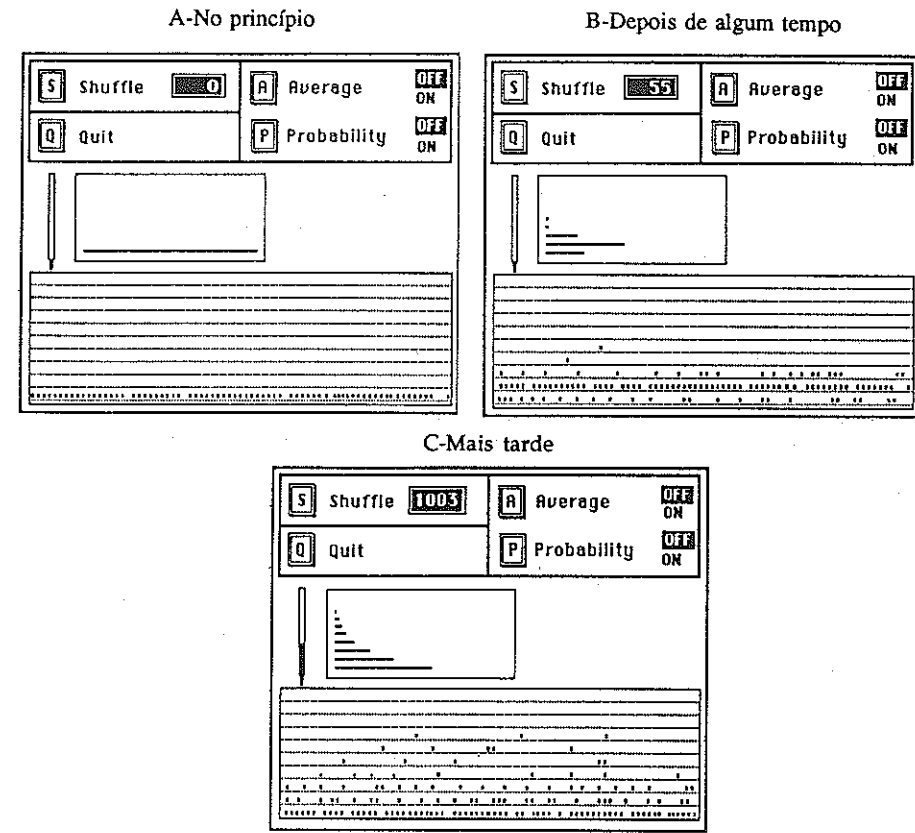 A-No princípio
S Shuffle 0 A Average OFF ON
Q Quit P Probability OFF ON
B-Depois de algum tempo
S Shuffle 55 A Average OFF ON
Q Quit P Probability OFF ON
C-Mais tarde
S Shuffle 1003 A Average OFF ON
Q Quit P Probability OFF ON